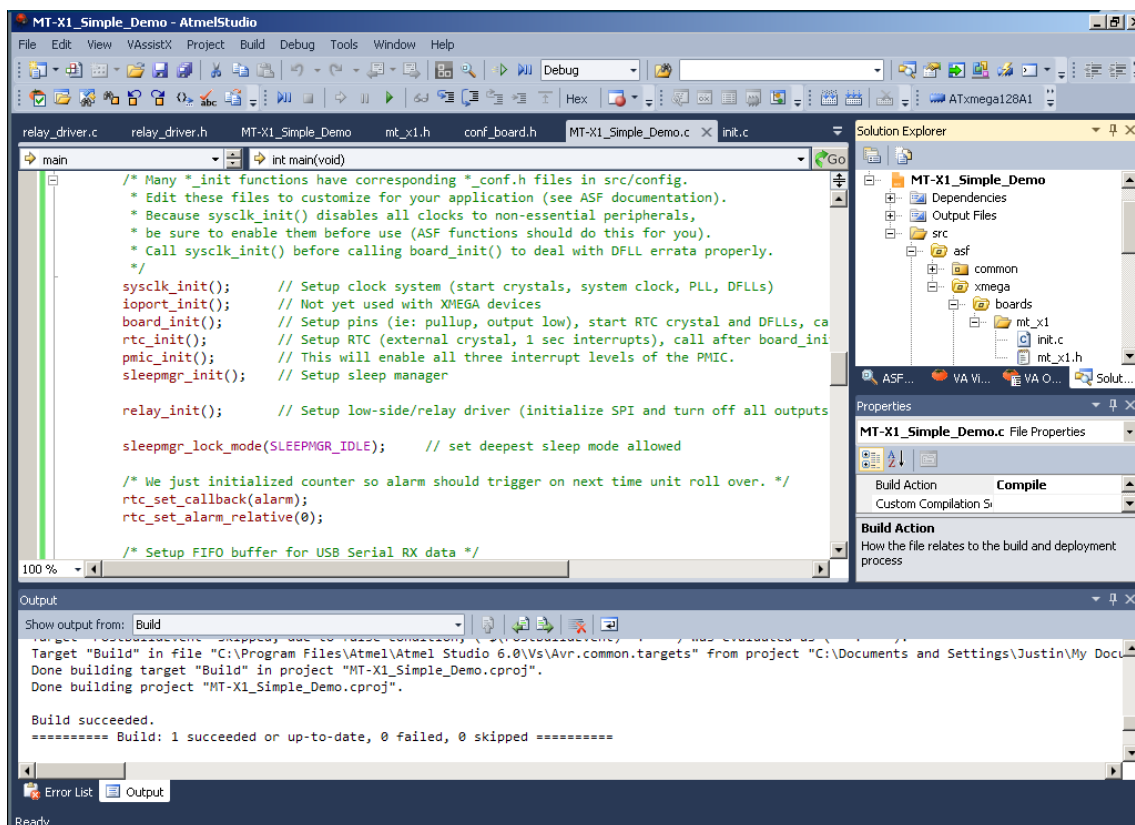 MT-X1_Simple_Demo - AtmelStudio
File Edit View VAssistX Project Build Debug Tools Window Help
Debug
Hex ATxmega128A1
relay_driver.c relay_driver.h MT-X1_Simple_Demo mt_x1.h conf_board.h MT-X1_Simple_Demo.c init.c
main int main(void) Go
/* Many *_init functions have corresponding *_conf.h files in src/config.
* Edit these files to customize for your application (see ASF documentation).
* Because sysclk_init() disables all clocks to non-essential peripherals,
* be sure to enable them before use (ASF functions should do this for you).
* Call sysclk_init() before calling board_init() to deal with DFLL errata properly.
*/
sysclk_init(); // Setup clock system (start crystals, system clock, PLL, DFLLs)
ioport_init(); // Not yet used with XMEGA devices
board_init(); // Setup pins (ie: pullup, output low), start RTC crystal and DFLLs, ca
rtc_init(); // Setup RTC (external crystal, 1 sec interrupts), call after board_ini
pmic_init(); // This will enable all three interrupt levels of the PMIC.
sleepmgr_init(); // Setup sleep manager
relay_init(); // Setup low-side/relay driver (initialize SPI and turn off all outputs
sleepmgr_lock_mode(SLEEPMGR_IDLE); // set deepest sleep mode allowed
/* We just initialized counter so alarm should trigger on next time unit roll over. */
rtc_set_callback(alarm);
rtc_set_alarm_relative(0);
/* Setup FIFO buffer for USB Serial RX data */
100 %
Solution Explorer
MT-X1_Simple_Demo
Dependencies
Output Files
src
asf
common
xmega
boards
mt_x1
init.c
mt_x1.h
ASF... VA Vi... VA O... Solut...
Properties
MT-X1_Simple_Demo.c File Properties
Build Action Compile
Custom Compilation
Build Action
How the file relates to the build and deployment
process
Output
Show output from: Build
Target "PostBuildEvent" skipped, due to false condition;
Target "Build" in file "C:\Program Files\Atmel\Atmel Studio 6.0\Vs\Avr.common.targets" from project "C:\Documents and Settings\Justin\My Docu
Done building target "Build" in project "MT-X1_Simple_Demo.cproj".
Done building project "MT-X1_Simple_Demo.cproj".
Build succeeded.
========== Build: 1 succeeded or up-to-date, 0 failed, 0 skipped ==========
Error List Output
Ready